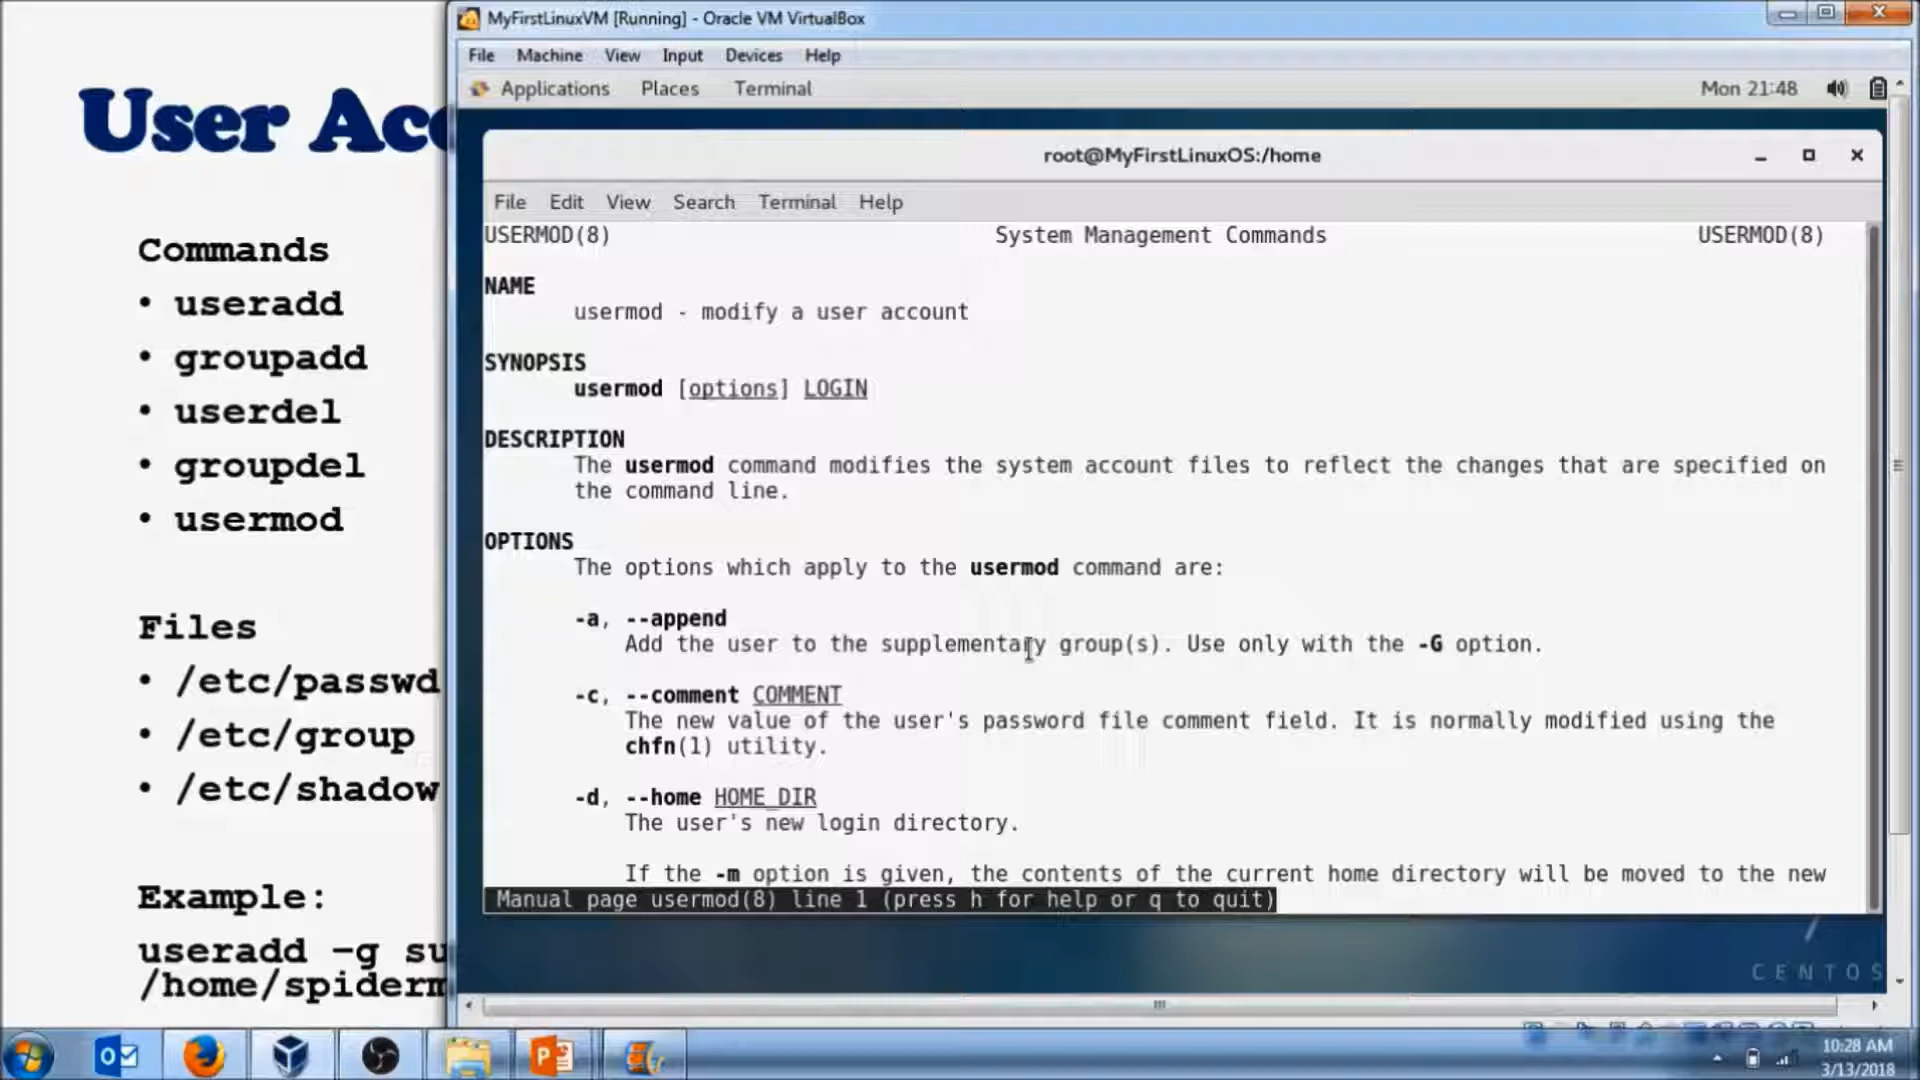 User Acc
Commands
• useradd
• groupadd
• userdel
• groupdel
• usermod
Files
• /etc/passwd
• /etc/group
• /etc/shadow
Example:
useradd –g su
/home/spiderm
MyFirstLinuxVM [Running] - Oracle VM VirtualBox
File Machine View Input Devices Help
Applications Places Terminal Mon 21:48
root@MyFirstLinuxOS:/home
File Edit View Search Terminal Help
USERMOD(8) System Management Commands USERMOD(8)
NAME
usermod - modify a user account
SYNOPSIS
usermod [options] LOGIN
DESCRIPTION
The usermod command modifies the system account files to reflect the changes that are specified on
the command line.
OPTIONS
The options which apply to the usermod command are:
-a, --append
Add the user to the supplementary group(s). Use only with the -G option.
-c, --comment COMMENT
The new value of the user's password file comment field. It is normally modified using the
chfn(1) utility.
-d, --home HOME_DIR
The user's new login directory.
If the -m option is given, the contents of the current home directory will be moved to the new
Manual page usermod(8) line 1 (press h for help or q to quit)
CENTOS
10:28 AM
3/13/2018